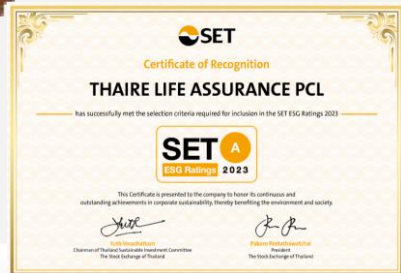 SET
Certificate of Recognition
THAIRE LIFE ASSURANCE PCL
has successfully met the selection criteria required for inclusion in the SET ESG Ratings 2023
SET A
ESG Ratings 2023
This Certificate is presented to the company to honor its continuous and
outstanding achievements in corporate sustainability, thereby benefiting the environment and society.
Chairman of Thailand Sustainable Investment Committee
The Stock Exchange of Thailand
President
The Stock Exchange of Thailand